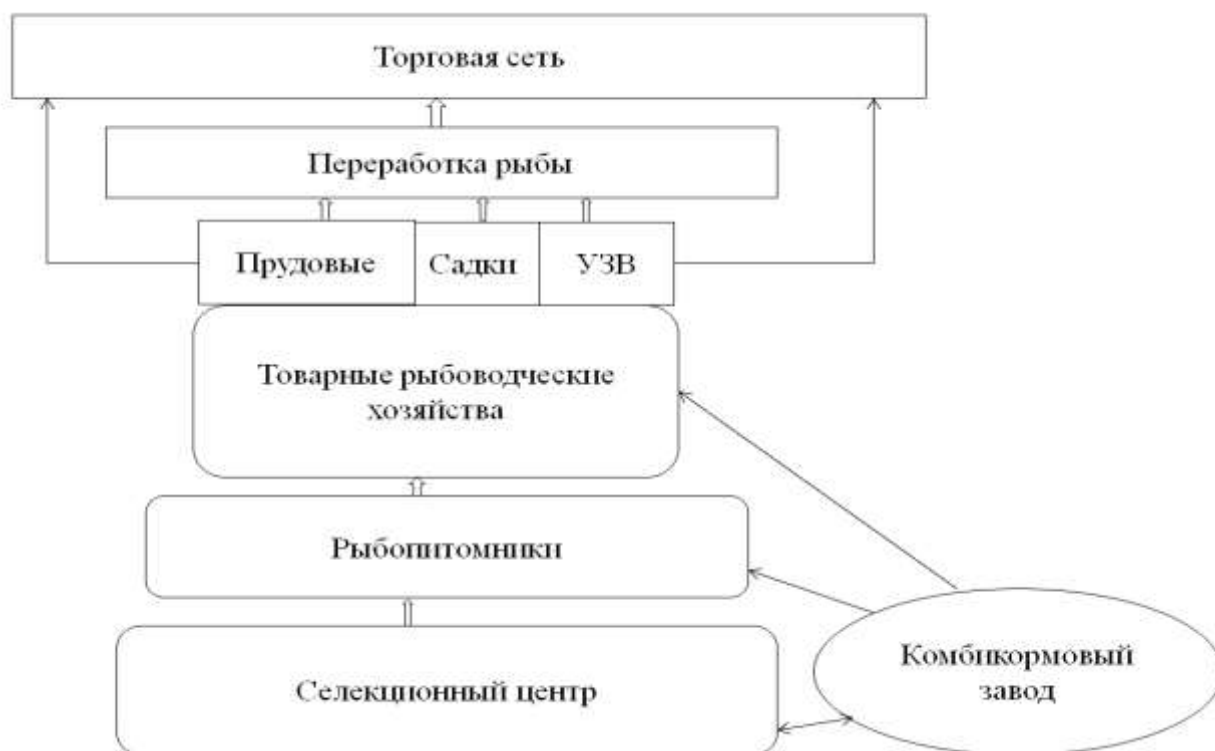 Торговая сеть
Переработка рыбы
Прудовые
Садки
УЗВ
Товарные рыбоводческие
хозяйства
Рыбопитомники
Селекционный центр
Комбикормовый
завод